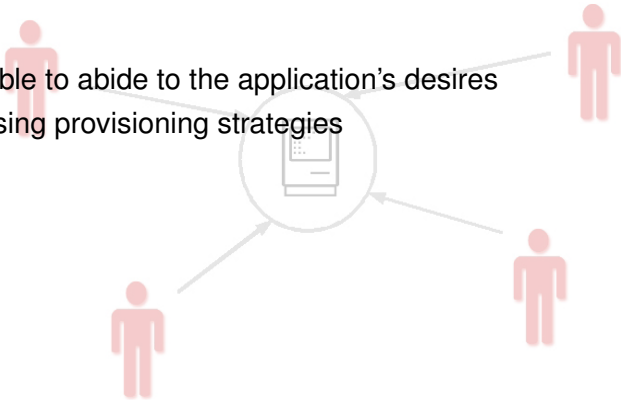 ble to abide to the application's desires
sing provisioning strategies